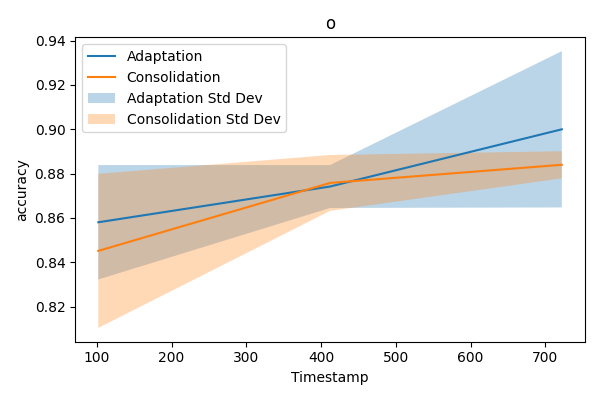 o
0.94
0.92
0.90
0.88
0.86
0.84
0.82
accuracy
Adaptation
Consolidation
Adaptation Std Dev
Consolidation Std Dev
100
200
300
400
500
600
700
Timestamp